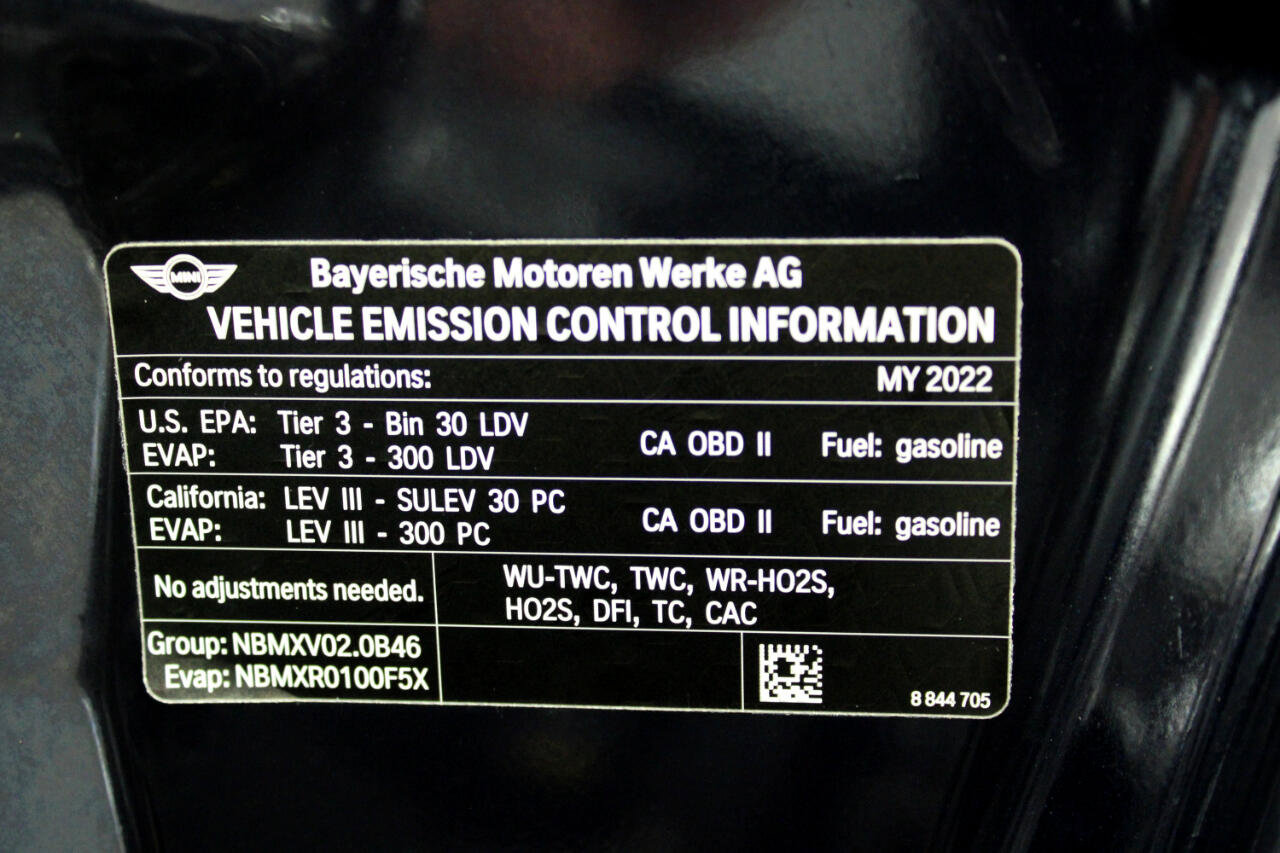 MINI
Bayerische Motoren Werke AG
VEHICLE EMISSION CONTROL INFORMATION
Conforms to regulations: MY 2022
U.S. EPA: Tier 3 - Bin 30 LDV
EVAP: Tier 3 - 300 LDV
CA OBD II Fuel: gasoline
California: LEV III - SULEV 30 PC
EVAP: LEV III - 300 PC
CA OBD II Fuel: gasoline
No adjustments needed.
WU-TWC, TWC, WR-HO2S,
HO2S, DFI, TC, CAC
Group: NBMXV02.0B46
Evap: NBMXR0100F5X
8 844 705